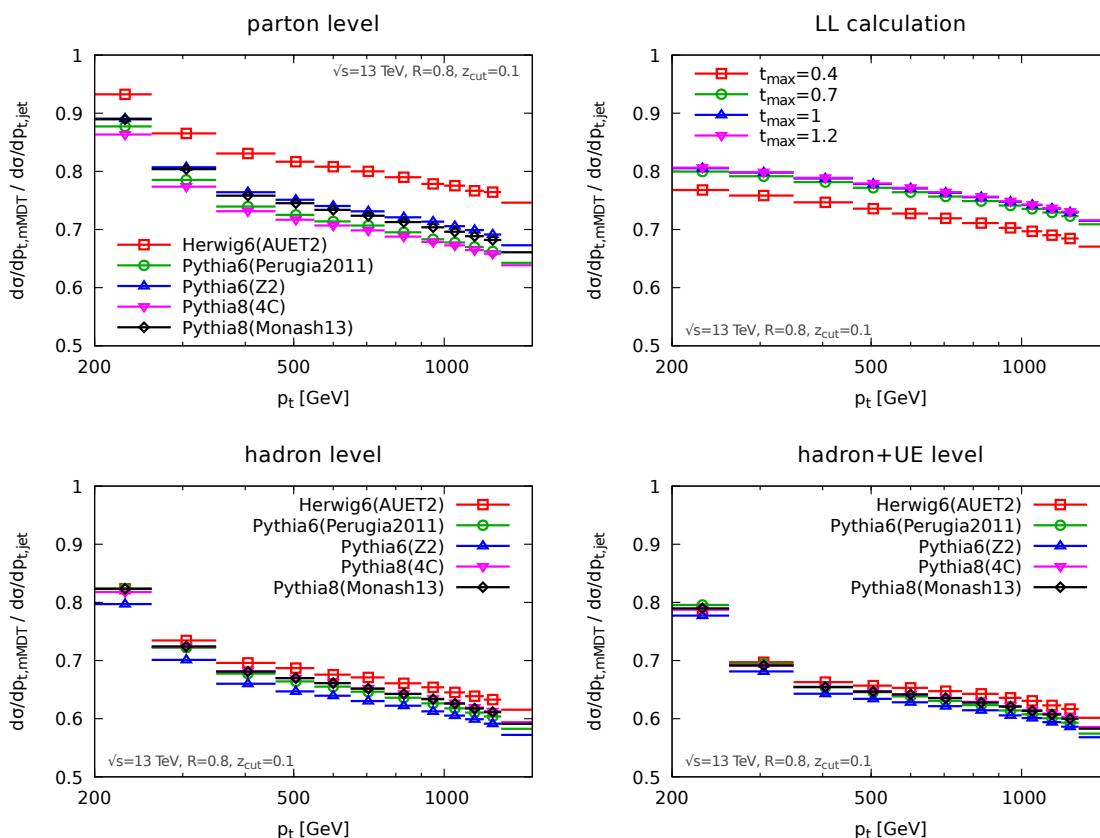 parton level
dσ/dp_t,mMDT / dσ/dp_t,jet
1
0.9
0.8
0.7
0.6
0.5
√s=13 TeV, R=0.8, z_cut=0.1
Herwig6(AUET2)
Pythia6(Perugia2011)
Pythia6(Z2)
Pythia8(4C)
Pythia8(Monash13)
200
500
1000
p_t [GeV]
LL calculation
dσ/dp_t,mMDT / dσ/dp_t,jet
1
0.9
0.8
0.7
0.6
0.5
t_max=0.4
t_max=0.7
t_max=1
t_max=1.2
√s=13 TeV, R=0.8, z_cut=0.1
200
500
1000
p_t [GeV]
hadron level
dσ/dp_t,mMDT / dσ/dp_t,jet
1
0.9
0.8
0.7
0.6
0.5
Herwig6(AUET2)
Pythia6(Perugia2011)
Pythia6(Z2)
Pythia8(4C)
Pythia8(Monash13)
√s=13 TeV, R=0.8, z_cut=0.1
200
500
1000
p_t [GeV]
hadron+UE level
dσ/dp_t,mMDT / dσ/dp_t,jet
1
0.9
0.8
0.7
0.6
0.5
Herwig6(AUET2)
Pythia6(Perugia2011)
Pythia6(Z2)
Pythia8(4C)
Pythia8(Monash13)
√s=13 TeV, R=0.8, z_cut=0.1
200
500
1000
p_t [GeV]